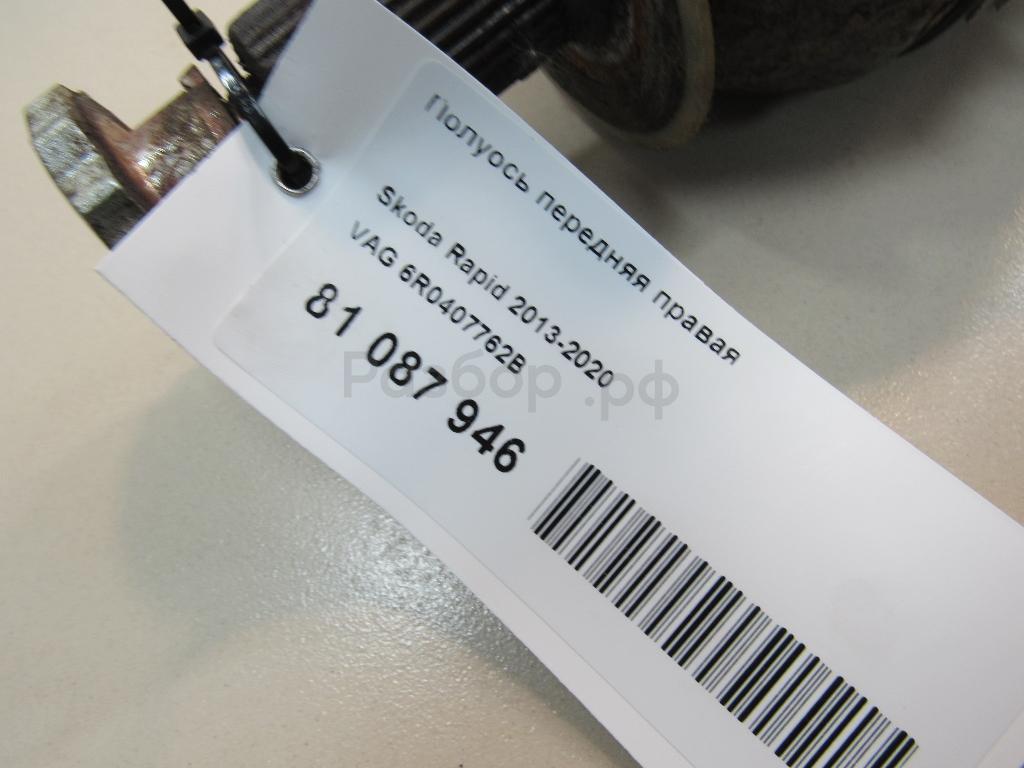 Полуось передняя правая
Skoda Rapid 2013-2020
VAG 6R0407762B
81 087 946
Разбор.рф